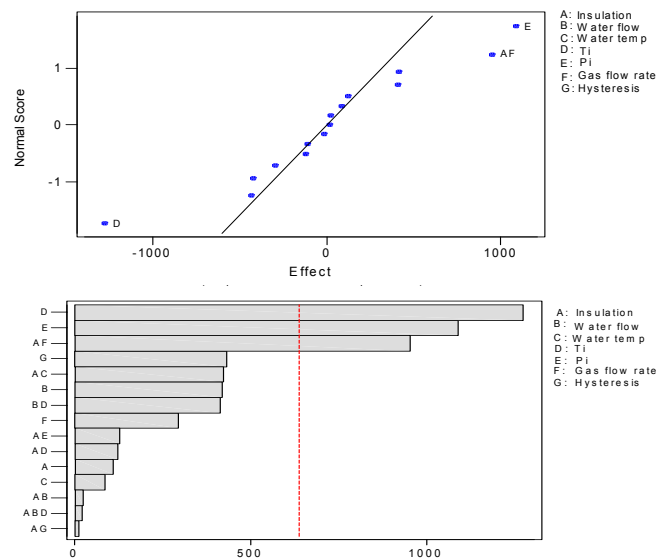 E
AF
D
1
0
-1
Normal Score
-1000
0
1000
Effect
A: Insulation
B: Water flow
C: Water temp
D: Ti
E: Pi
F: Gas flow rate
G: Hysteresis
D
E
AF
G
AC
B
BD
F
AE
AD
A
C
AB
ABD
AG
0
500
1000
A: Insulation
B: Water flow
C: Water temp
D: Ti
E: Pi
F: Gas flow rate
G: Hysteresis